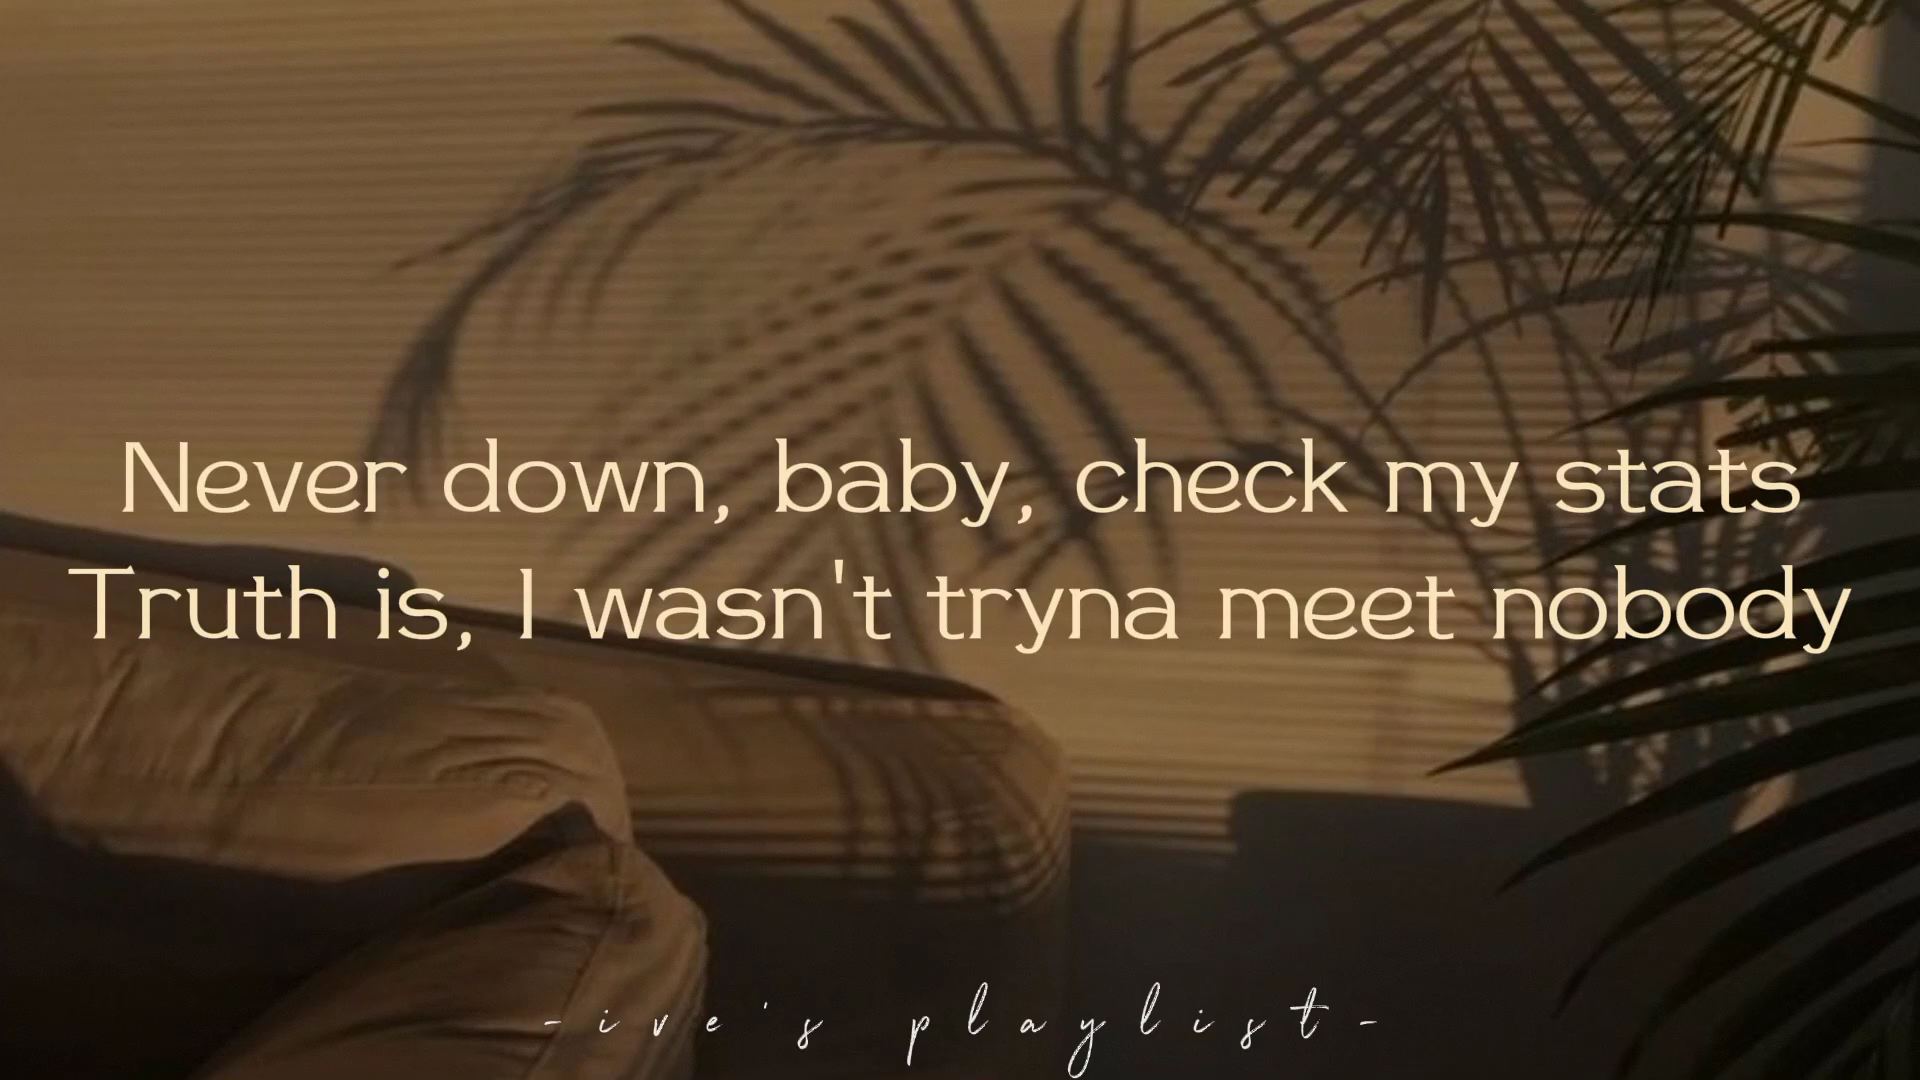 Never down, baby, check my stats
Truth is, I wasn't tryna meet nobody
- ive's playlist -